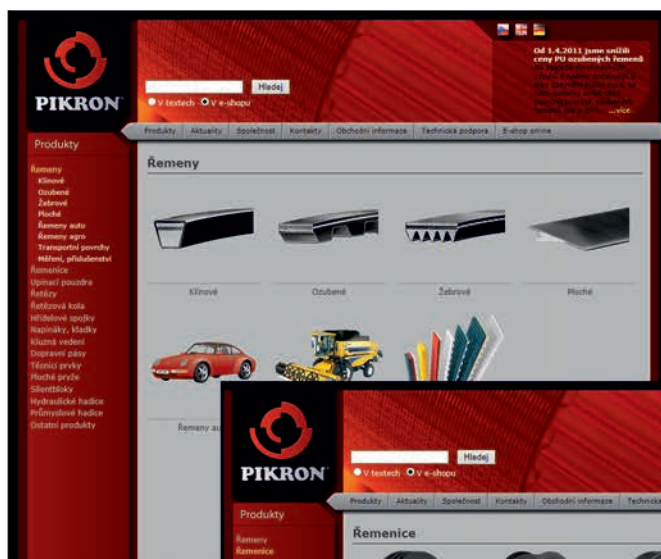 PIKRON
Hledej
V textech V e-shopu
Od 1.4.2011 jsme snížili
ceny PU ozubených řemenů
...více
Produkty Aktuality Společnost Kontakty Obchodní informace Technická podpora E-shop online
Produkty
Řemeny
Klínové
Ozubené
Žebrové
Ploché
Řemeny auto
Řemeny agro
Transportní povrchy
Měření, příslušenství
Řemenice
Upínací pouzdra
Řetězy
Řetězová kola
Hřídelové spojky
Napínáky, kladky
Kluzná vedení
Dopravní pásy
Těsnící prvky
Ploché pryže
Silentbloky
Hydraulické hadice
Průmyslové hadice
Ostatní produkty
Řemeny
Klínové Ozubené Žebrové Ploché
Řemeny
PIKRON
Hledej
V textech V e-shopu
Produkty Aktuality Společnost Kontakty Obchodní informace
Produkty
Řemeny
Řemenice
Řemenice